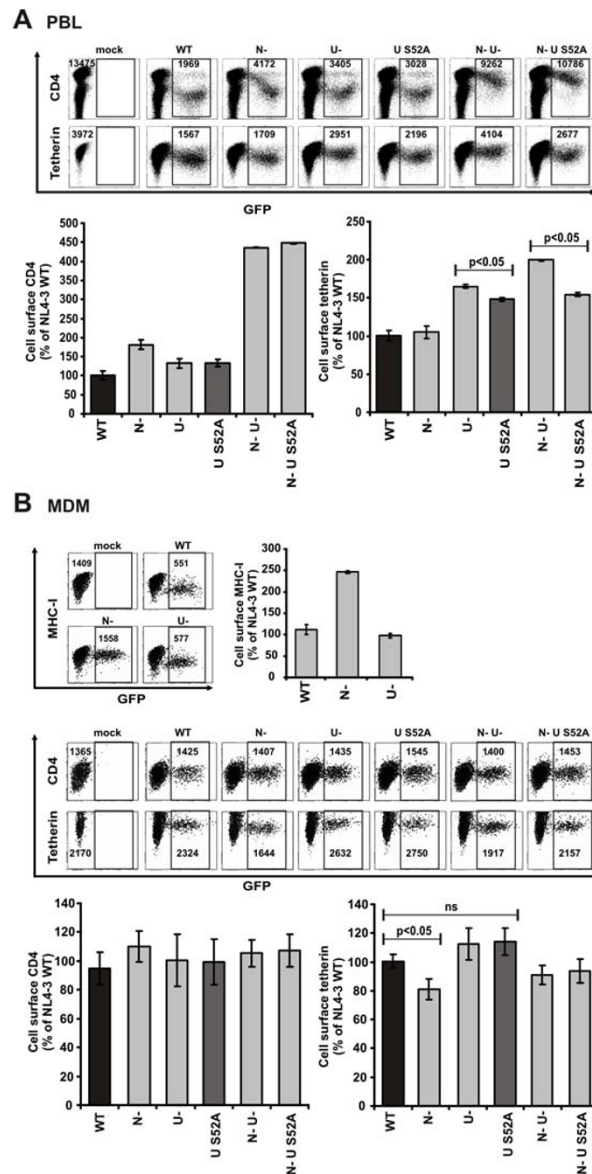 A PBL
mock WT N- U- U S52A N- U- N- U S52A
CD4 13475 1969 4172 3405 3028 9262 10786
Tetherin 3972 1567 1709 2951 2196 4104 2677
GFP
Cell surface CD4
(% of NL4-3 WT)
450
400
350
300
250
200
150
100
50
0
WT N- U- U S52A N- U- N- U S52A
Cell surface tetherin
(% of NL4-3 WT)
250
200
150
100
50
0
p<0.05
p<0.05
WT N- U- U S52A N- U- N- U S52A
B MDM
mock WT
1409 551
N- U-
1558 577
MHC-I
GFP
Cell surface MHC-I
(% of NL4-3 WT)
300
250
200
150
100
50
0
WT N- U-
mock WT N- U- U S52A N- U- N- U S52A
CD4 1365 1425 1407 1435 1545 1400 1453
Tetherin 2170 2324 1644 2632 2750 1917 2157
GFP
Cell surface CD4
(% of NL4-3 WT)
140
120
100
80
60
40
20
0
WT N- U- U S52A N- U- N- U S52A
Cell surface tetherin
(% of NL4-3 WT)
140
120
100
80
60
40
20
0
ns
p<0.05
WT N- U- U S52A N- U- N- U S52A